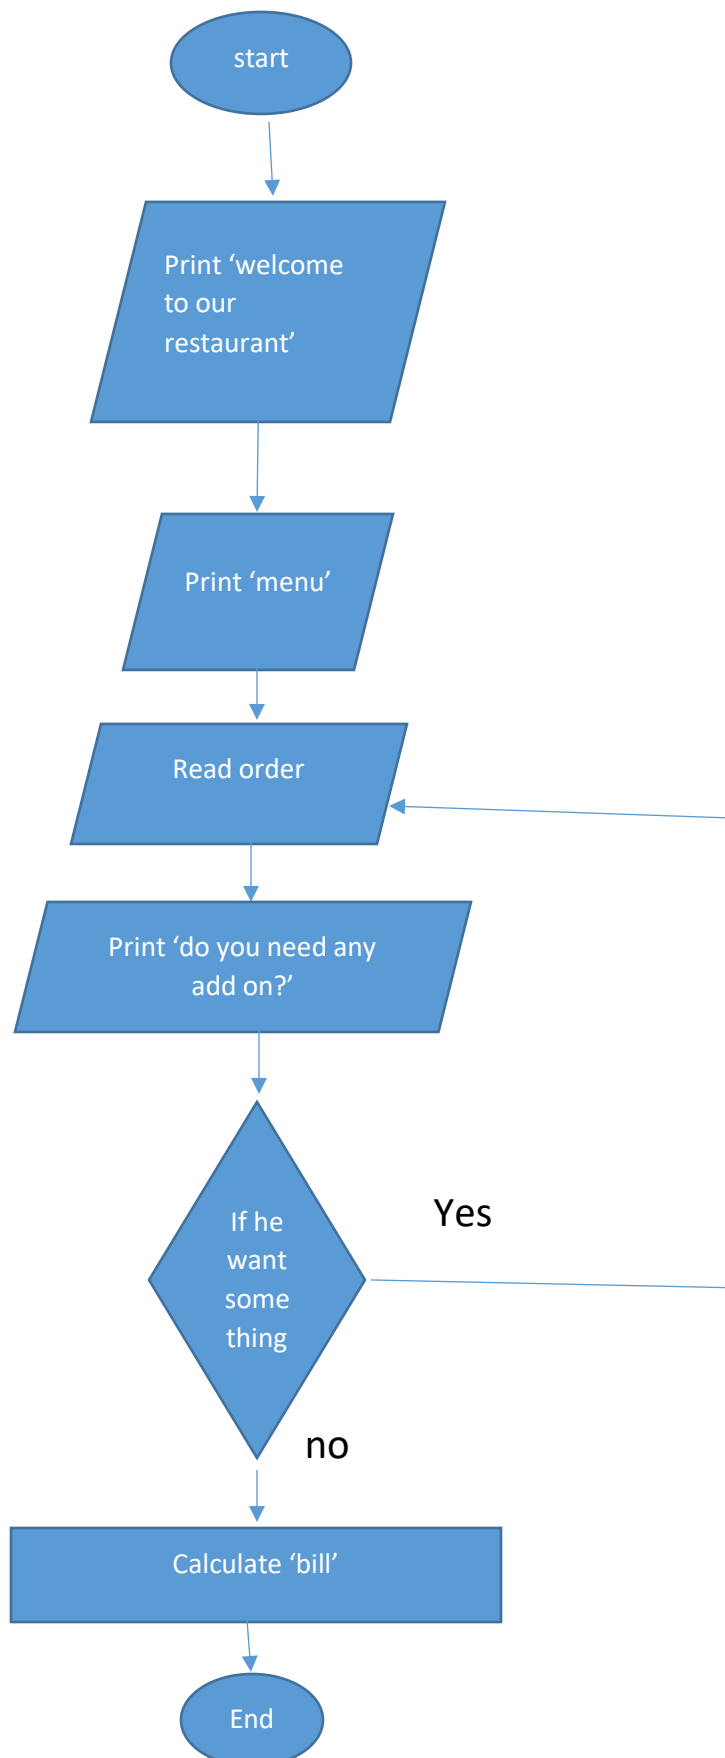 start
Print ‘welcome
to our
restaurant’
Print ‘menu’
Read order
Print ‘do you need any
add on?’
If he
want
some
thing
Yes
no
Calculate ‘bill’
End